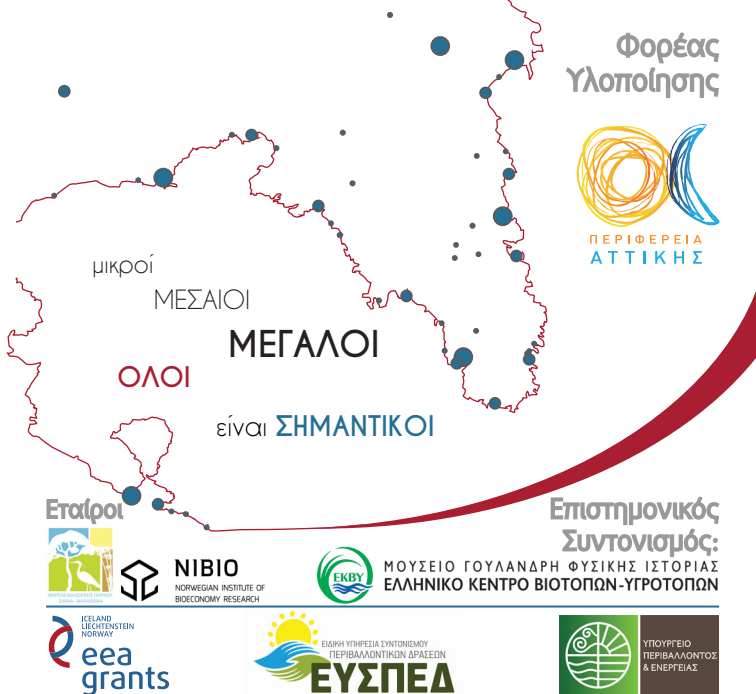 Φορέας
Υλοποίησης
ΠΕΡΙΦΕΡΕΙΑ
ΑΤΤΙΚΗΣ
μικροί
ΜΕΣΑΙΟΙ
ΜΕΓΑΛΟΙ
ΟΛΟΙ
είναι ΣΗΜΑΝΤΙΚΟΙ
Εταίροι
Επιστημονικός
Συντονισμός:
NIBIO
NORWEGIAN INSTITUTE OF
BIOECONOMY RESEARCH
ΕΚΒΥ
ΜΟΥΣΕΙΟ ΓΟΥΛΑΝΔΡΗ ΦΥΣΙΚΗΣ ΙΣΤΟΡΙΑΣ
ΕΛΛΗΝΙΚΟ ΚΕΝΤΡΟ ΒΙΟΤΟΠΩΝ-ΥΓΡΟΤΟΠΩΝ
ICELAND
LIECHTENSTEIN
NORWAY
eea
grants
ΕΙΔΙΚΗ ΥΠΗΡΕΣΙΑ ΣΥΝΤΟΝΙΣΜΟΥ
ΠΕΡΙΒΑΛΛΟΝΤΙΚΩΝ ΔΡΑΣΕΩΝ
ΕΥΣΠΕΔ
ΥΠΟΥΡΓΕΙΟ
ΠΕΡΙΒΑΛΛΟΝΤΟΣ
& ΕΝΕΡΓΕΙΑΣ